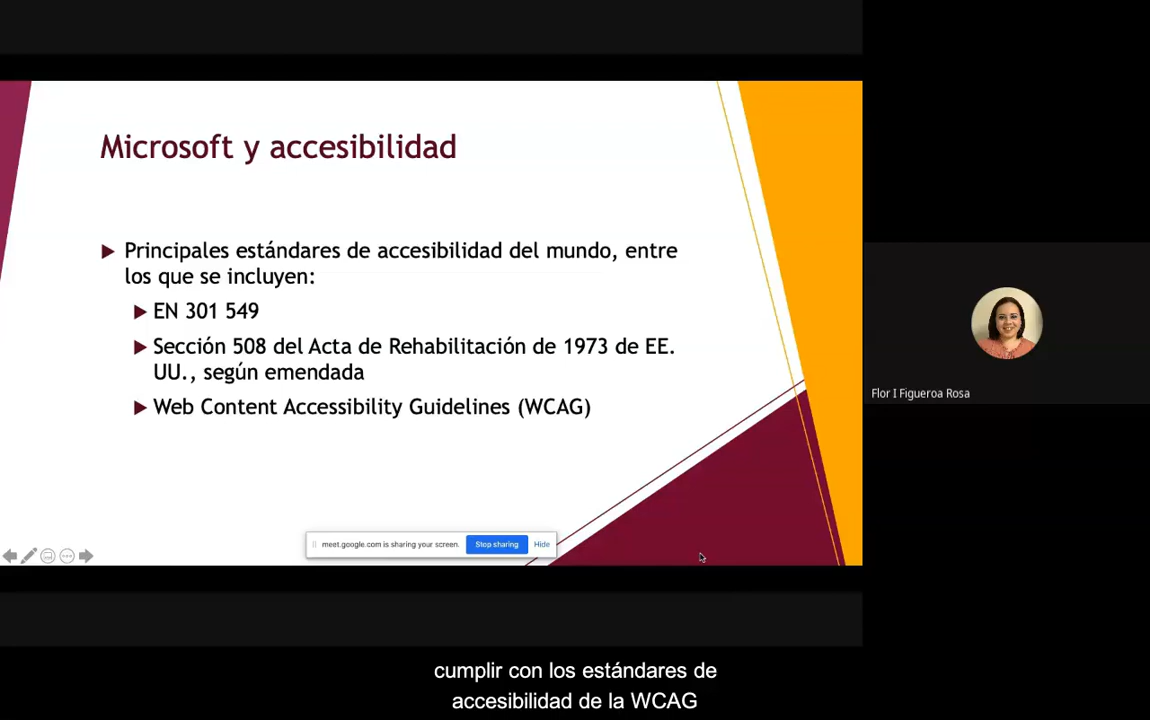 Microsoft y accesibilidad
Principales estándares de accesibilidad del mundo, entre
los que se incluyen:
EN 301 549
Sección 508 del Acta de Rehabilitación de 1973 de EE.
UU., según emendada
Web Content Accessibility Guidelines (WCAG)
meet.google.com is sharing your screen.
Stop sharing
Hide
Flor I Figueroa Rosa
cumplir con los estándares de
accesibilidad de la WCAG